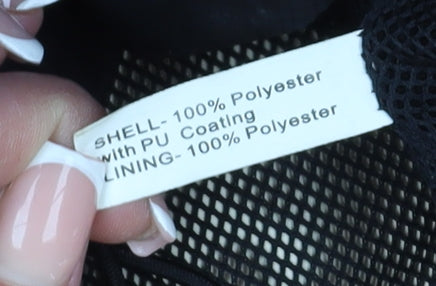 SHELL- 100% Polyester
with PU Coating
LINING- 100% Polyester